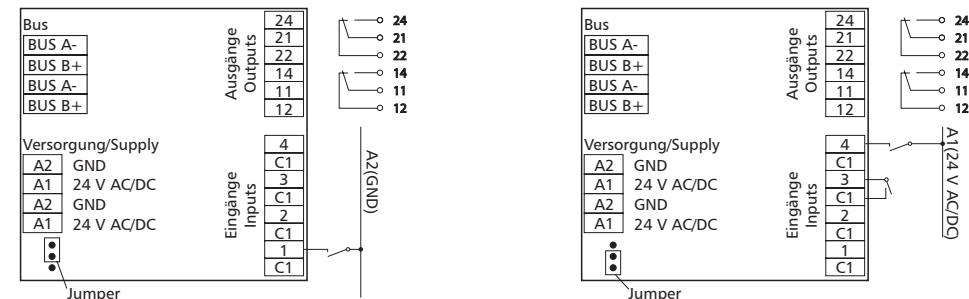 Bus
BUS A-
BUS B+
BUS A-
BUS B+
Versorgung/Supply
A2 GND
A1 24 V AC/DC
A2 GND
A1 24 V AC/DC
Jumper
Ausgänge
Outputs
24
21
22
14
11
12
Eingänge
Inputs
4
C1
3
C1
2
C1
1
C1
24
21
22
14
11
12
A2(GND)
Bus
BUS A-
BUS B+
BUS A-
BUS B+
Versorgung/Supply
A2 GND
A1 24 V AC/DC
A2 GND
A1 24 V AC/DC
Jumper
Ausgänge
Outputs
24
21
22
14
11
12
Eingänge
Inputs
4
C1
3
C1
2
C1
1
C1
24
21
22
14
11
12
A1(24 V AC/DC)